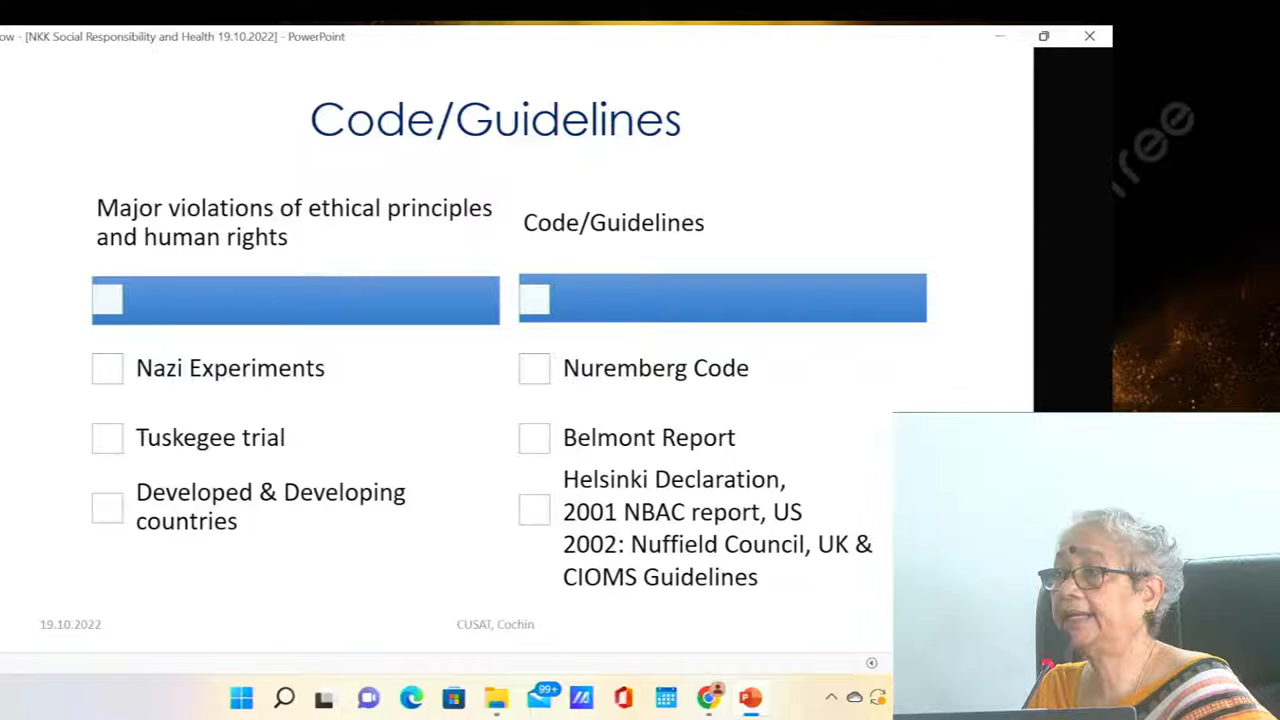 ow - [NKK Social Responsibility and Health 19.10.2022] - PowerPoint
Code/Guidelines
Major violations of ethical principles
and human rights
Code/Guidelines
Nazi Experiments
Nuremberg Code
Tuskegee trial
Belmont Report
Developed & Developing
countries
Helsinki Declaration,
2001 NBAC report, US
2002: Nuffield Council, UK &
CIOMS Guidelines
19.10.2022
CUSAT, Cochin
99+
ree